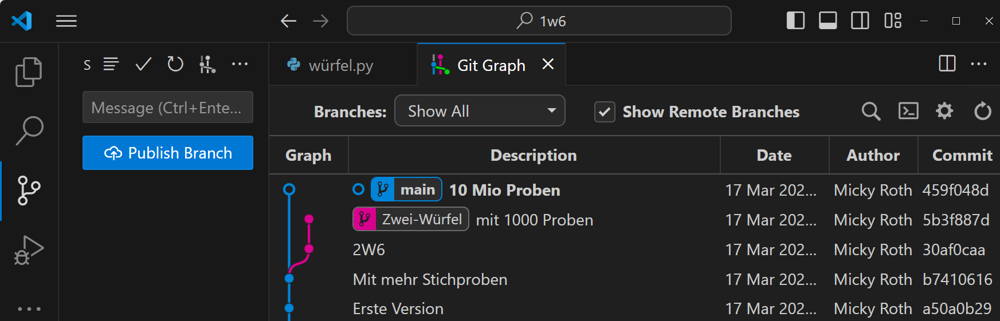 1w6
S
würfel.py
Git Graph
Message (Ctrl+Ente...
Publish Branch
Branches: Show All Show Remote Branches
Graph Description Date Author Commit
main 10 Mio Proben 17 Mar 202... Micky Roth 459f048d
Zwei-Würfel mit 1000 Proben 17 Mar 202... Micky Roth 5b3f887d
2W6 17 Mar 202... Micky Roth 30af0caa
Mit mehr Stichproben 17 Mar 202... Micky Roth b7410616
Erste Version 17 Mar 202... Micky Roth a50a0b29